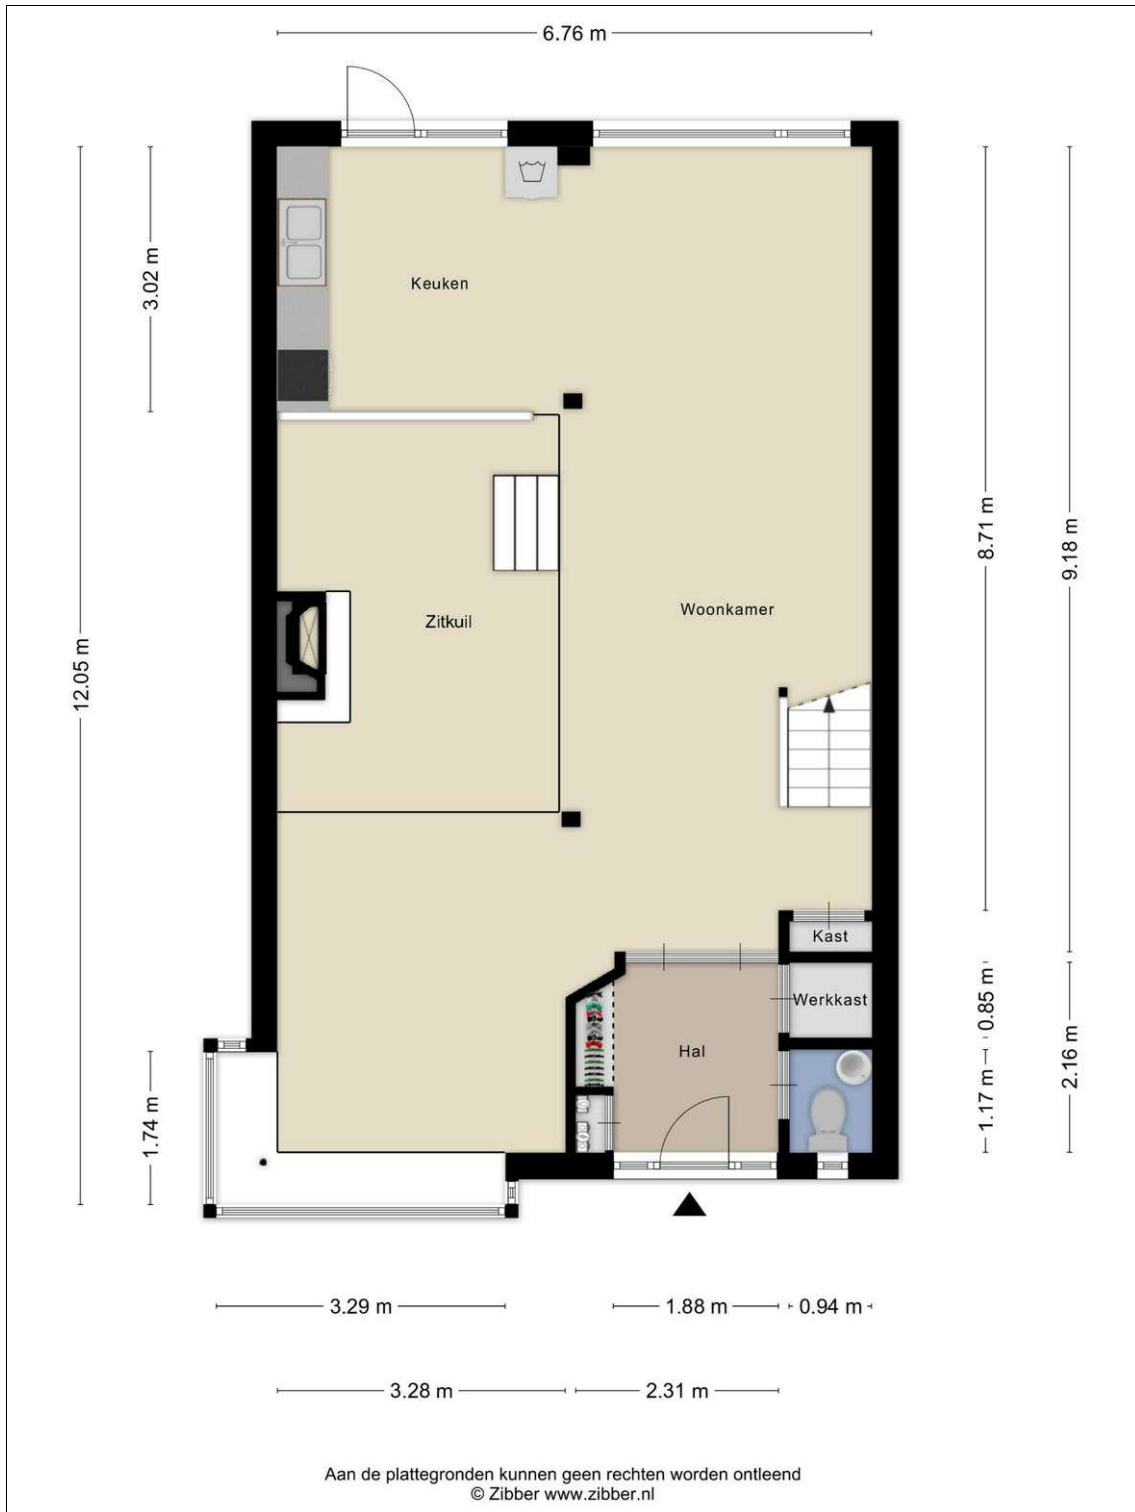 6.76 m
3.02 m
Keuken
8.71 m
9.18 m
Woonkamer
Zitkuil
12.05 m
Kast
Werkkast
0.85 m
Hal
2.16 m
1.17 m
1.74 m
3.29 m
1.88 m
0.94 m
3.28 m
2.31 m
Aan de plattegronden kunnen geen rechten worden ontleend
© Zibber www.zibber.nl